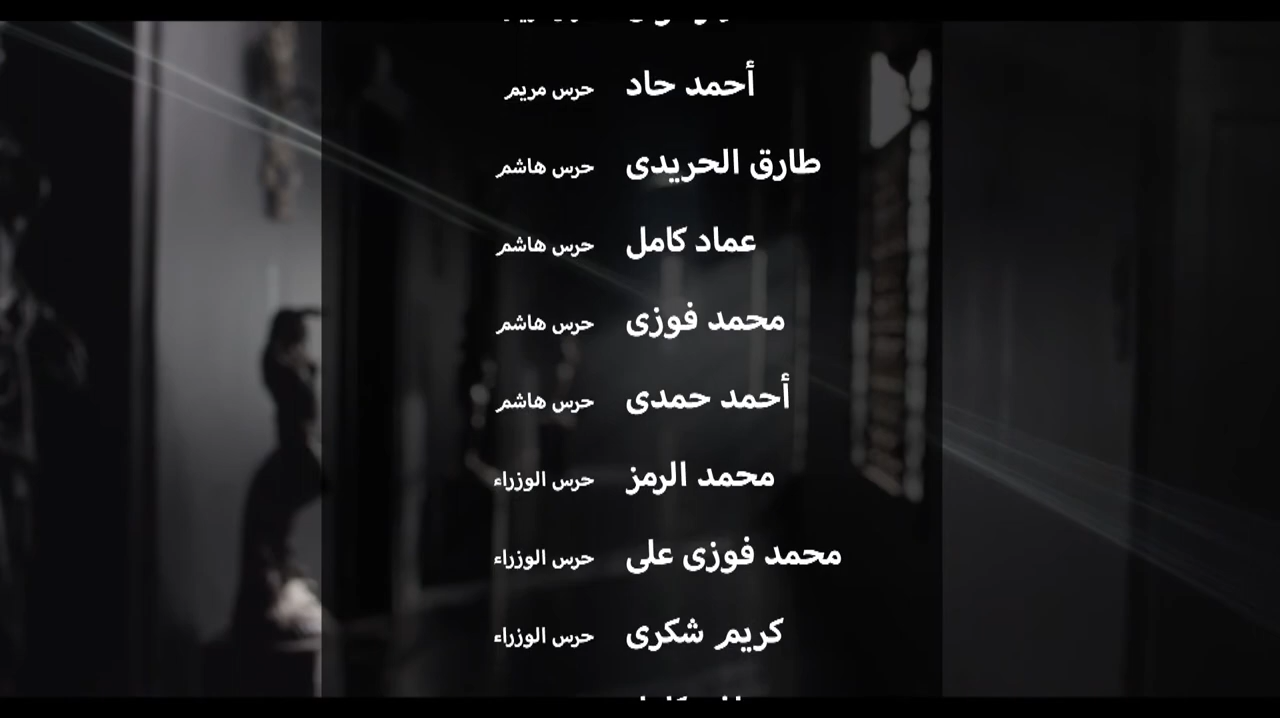 أحمد حاد حرس مريم
طارق الحريدى حرس هاشم
عماد كامل حرس هاشم
محمد فوزى حرس هاشم
أحمد حمدى حرس هاشم
محمد الرمز حرس الوزراء
محمد فوزى على حرس الوزراء
كريم شكرى حرس الوزراء